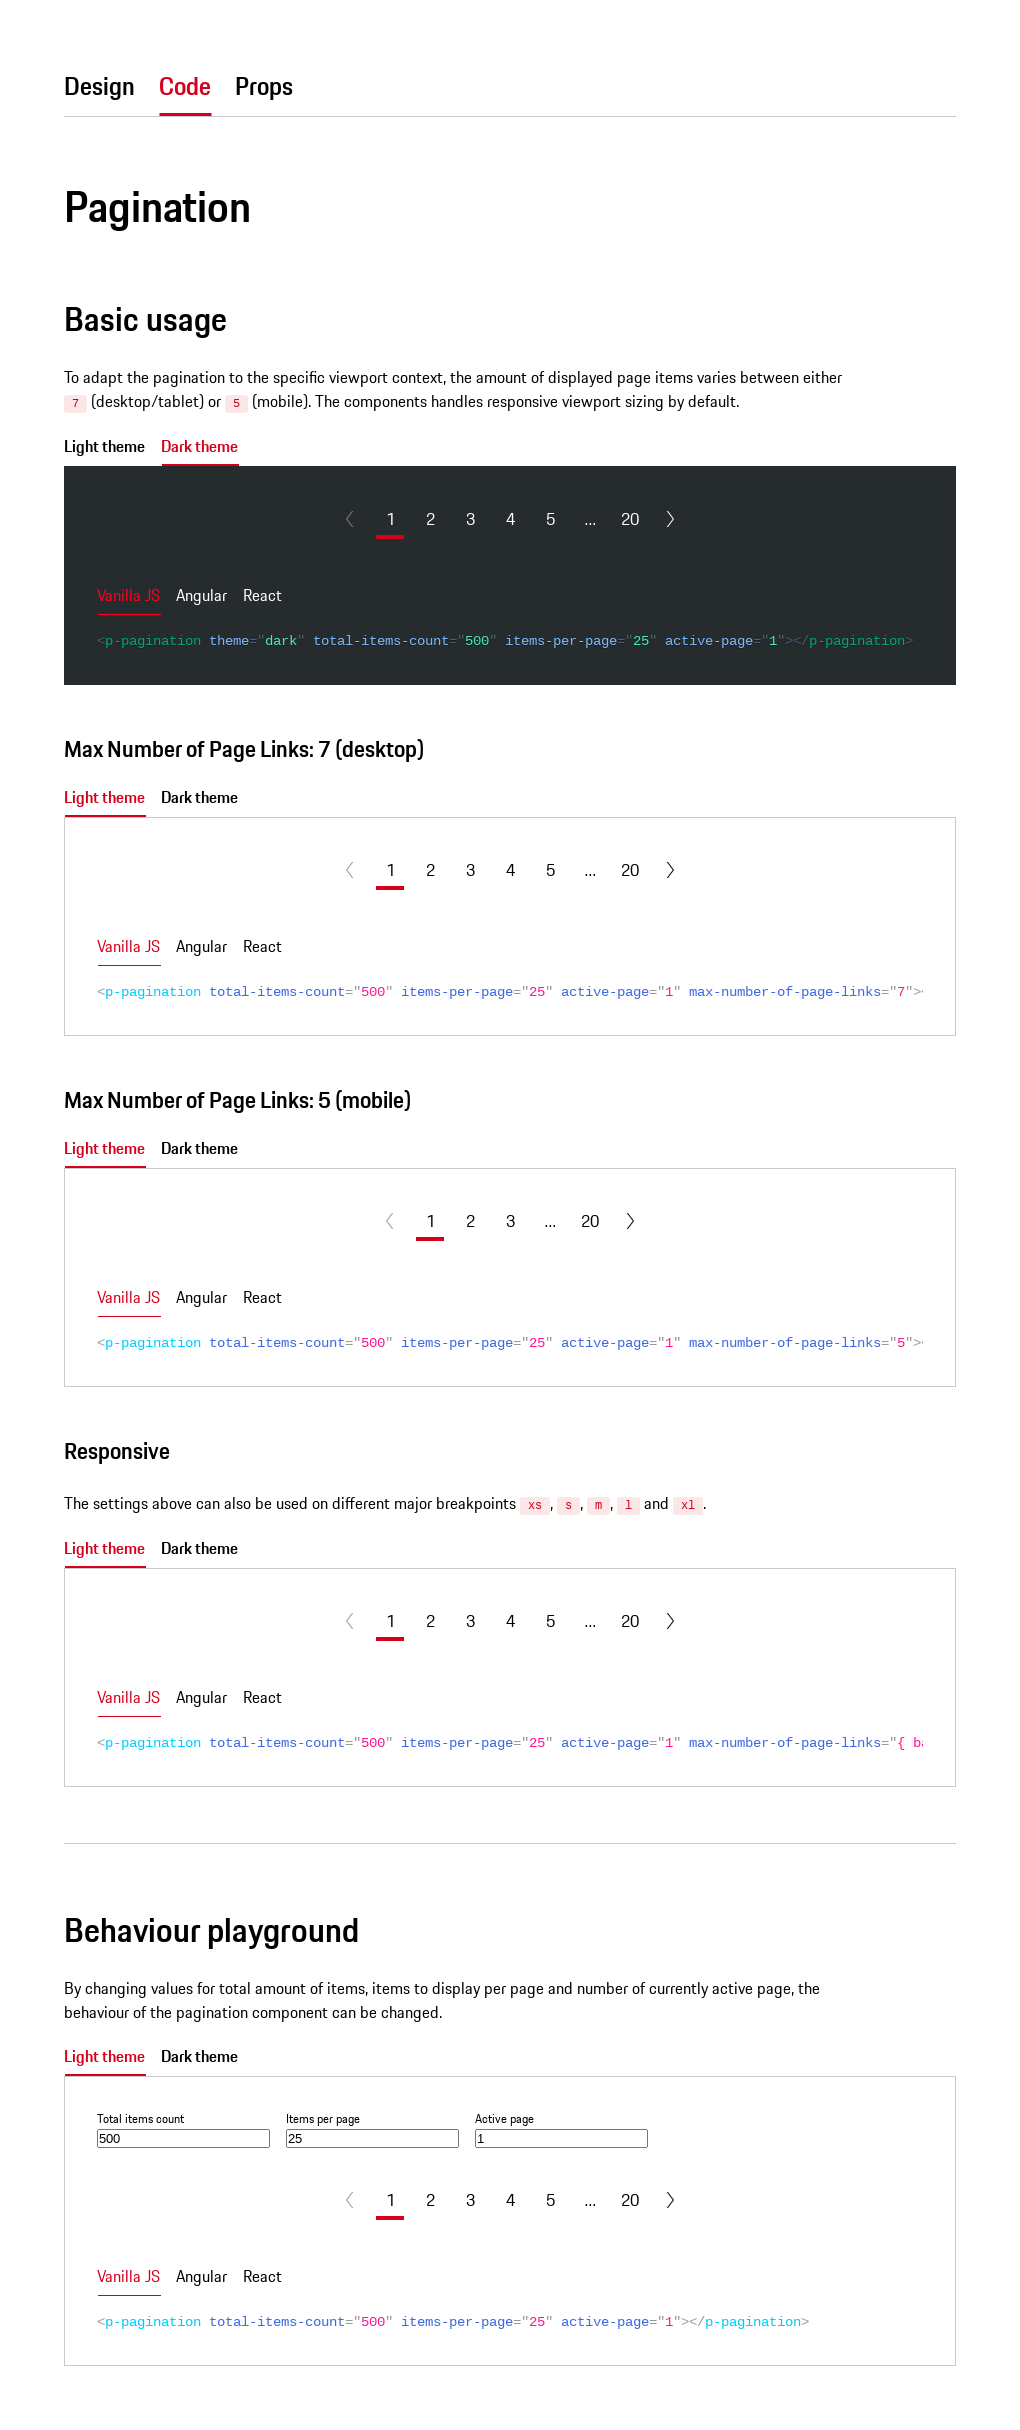 Design Code Props
Pagination
Basic usage
To adapt the pagination to the specific viewport context, the amount of displayed page items varies between either
7 (desktop/tablet) or 5 (mobile). The components handles responsive viewport sizing by default.
Light theme Dark theme
1 2 3 4 5 ... 20
Vanilla JS Angular React
<p-pagination theme="dark" total-items-count="500" items-per-page="25" active-page="1"></p-pagination>
Max Number of Page Links: 7 (desktop)
Light theme Dark theme
1 2 3 4 5 ... 20
Vanilla JS Angular React
<p-pagination total-items-count="500" items-per-page="25" active-page="1" max-number-of-page-links="7"><
Max Number of Page Links: 5 (mobile)
Light theme Dark theme
1 2 3 ... 20
Vanilla JS Angular React
<p-pagination total-items-count="500" items-per-page="25" active-page="1" max-number-of-page-links="5"><
Responsive
The settings above can also be used on different major breakpoints xs, s, m, l and xl.
Light theme Dark theme
1 2 3 4 5 ... 20
Vanilla JS Angular React
<p-pagination total-items-count="500" items-per-page="25" active-page="1" max-number-of-page-links="{ ba
Behaviour playground
By changing values for total amount of items, items to display per page and number of currently active page, the
behaviour of the pagination component can be changed.
Light theme Dark theme
Total items count Items per page Active page
500 25 1
1 2 3 4 5 ... 20
Vanilla JS Angular React
<p-pagination total-items-count="500" items-per-page="25" active-page="1"></p-pagination>